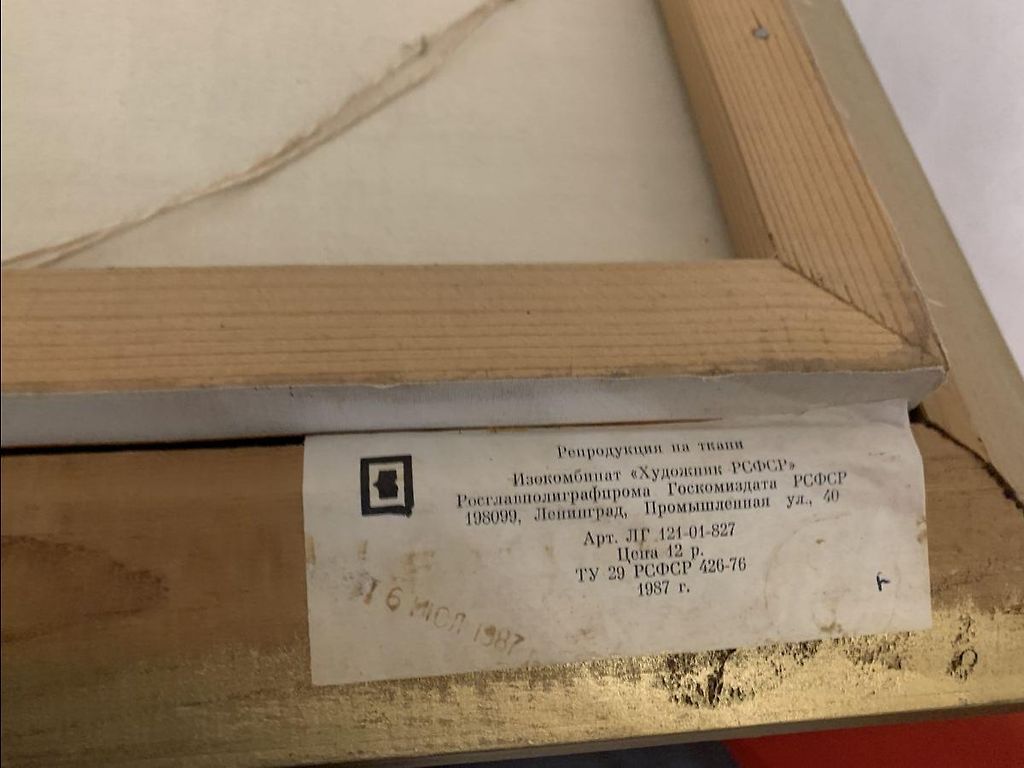 Репродукция на ткани
Изокомбинат «Художник РСФСР»
Росглавполиграфпрома Госкомиздата РСФСР
198099, Ленинград, Промышленная ул., 40
Арт. ЛГ 121-01-827
Цена 12 р.
ТУ 29 РСФСР 426-76
1987 г.
16 ИЮЛ 1987